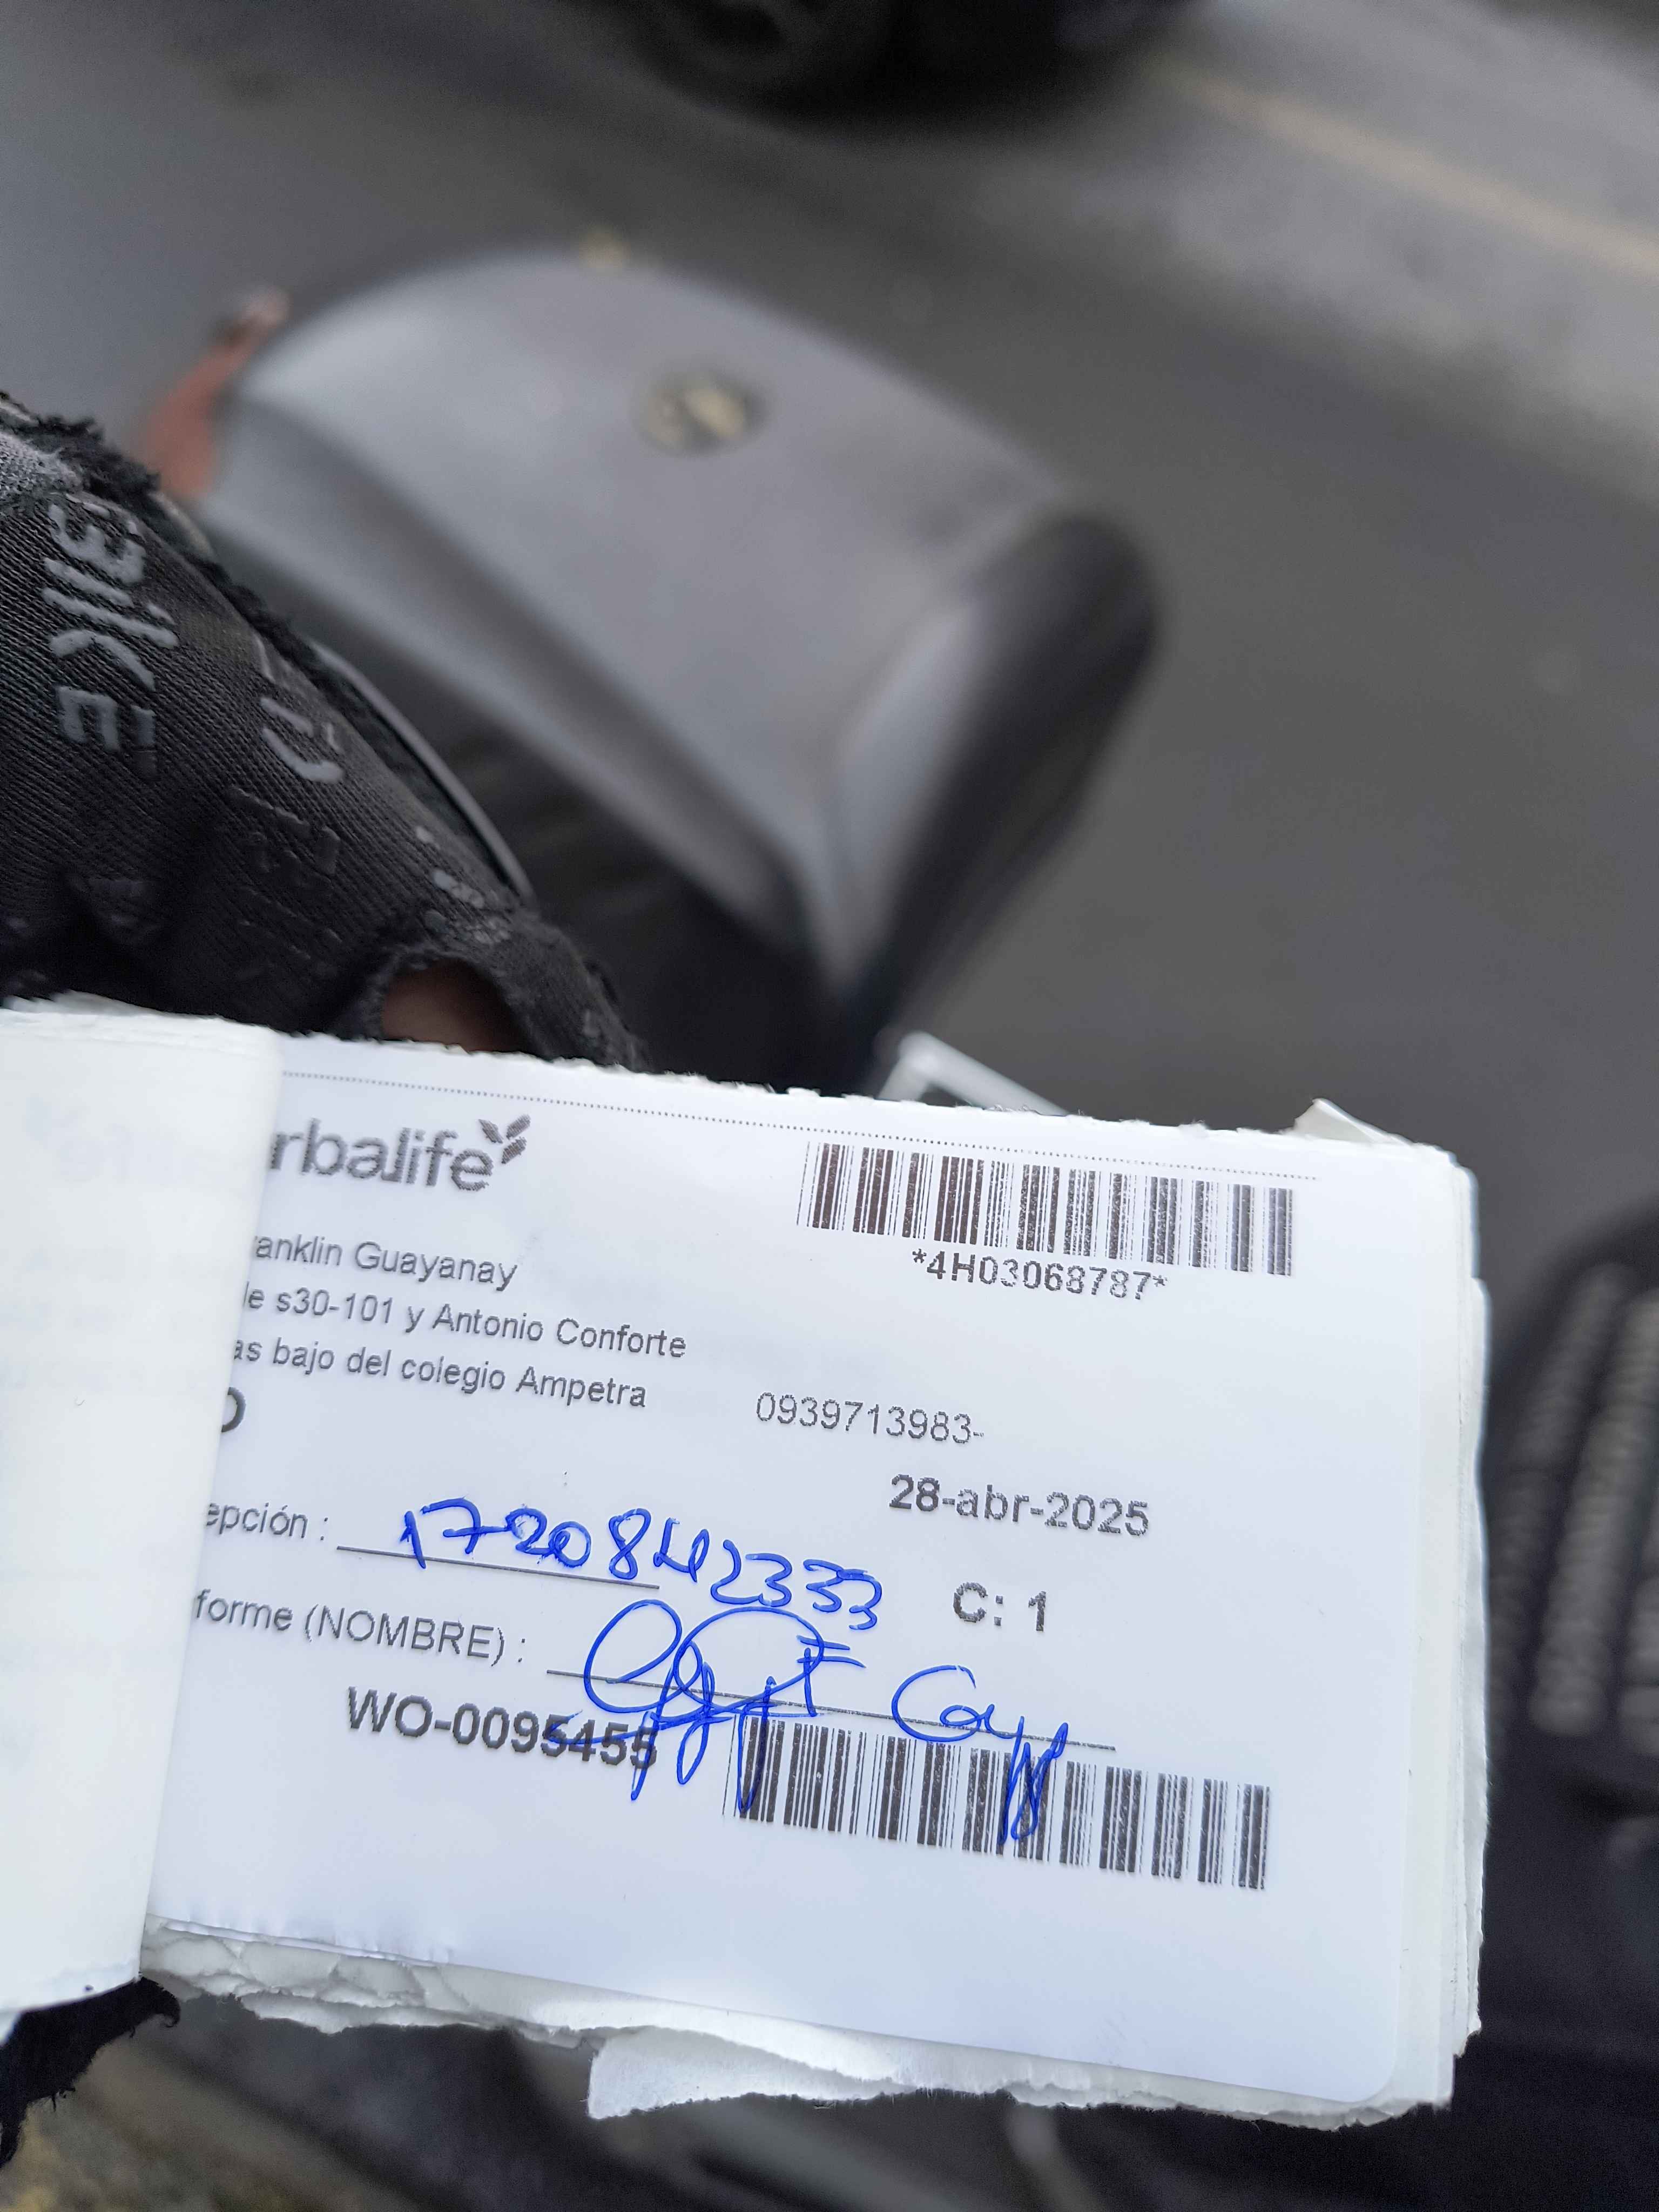 BIKE
rbalife
*4H03068787*
ranklin Guayanay
le s30-101 y Antonio Conforte
as bajo del colegio Ampetra
0939713983-
O
28-abr-2025
epción : 1720842333
C: 1
forme (NOMBRE) :
WO-0095455